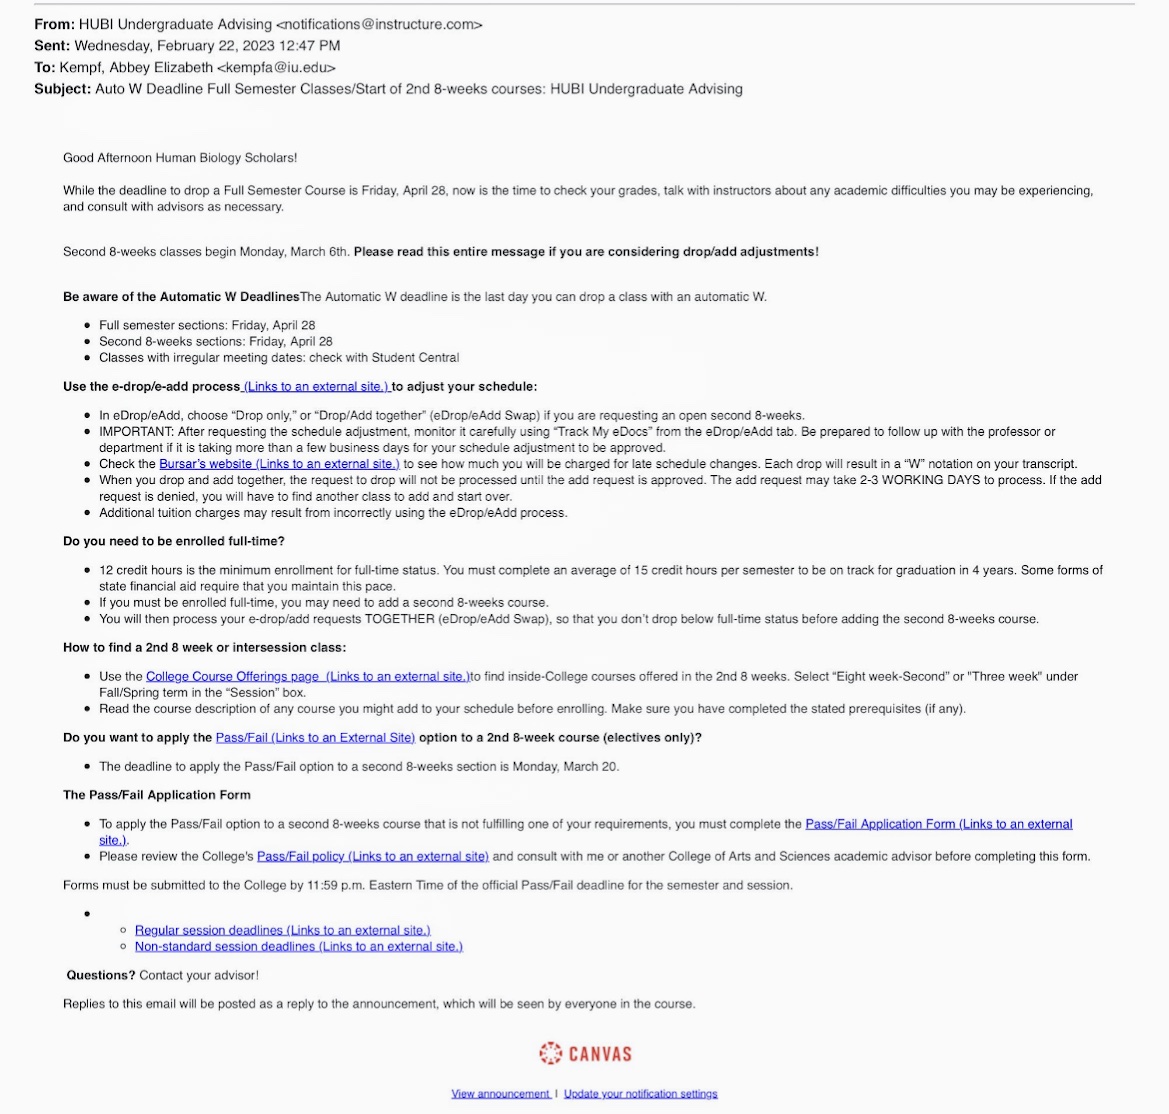 From: HUBI Undergraduate Advising <notifications@instructure.com>
Sent: Wednesday, February 22, 2023 12:47 PM
To: Kempf, Abbey Elizabeth <kempfa@iu.edu>
Subject: Auto W Deadline Full Semester Classes/Start of 2nd 8-weeks courses: HUBI Undergraduate Advising
Good Afternoon Human Biology Scholars!
While the deadline to drop a Full Semester Course is Friday, April 28, now is the time to check your grades, talk with instructors about any academic difficulties you may be experiencing,
and consult with advisors as necessary.
Second 8-weeks classes begin Monday, March 6th. Please read this entire message if you are considering drop/add adjustments!
Be aware of the Automatic W DeadlinesThe Automatic W deadline is the last day you can drop a class with an automatic W.
• Full semester sections: Friday, April 28
• Second 8-weeks sections: Friday, April 28
• Classes with irregular meeting dates: check with Student Central
Use the e-drop/e-add process (Links to an external site.) to adjust your schedule:
• In eDrop/eAdd, choose “Drop only,” or “Drop/Add together” (eDrop/eAdd Swap) if you are requesting an open second 8-weeks.
• IMPORTANT: After requesting the schedule adjustment, monitor it carefully using “Track My eDocs” from the eDrop/eAdd tab. Be prepared to follow up with the professor or
department if it is taking more than a few business days for your schedule adjustment to be approved.
• Check the Bursar’s website (Links to an external site.) to see how much you will be charged for late schedule changes. Each drop will result in a “W” notation on your transcript.
• When you drop and add together, the request to drop will not be processed until the add request is approved. The add request may take 2-3 WORKING DAYS to process. If the add
request is denied, you will have to find another class to add and start over.
• Additional tuition charges may result from incorrectly using the eDrop/eAdd process.
Do you need to be enrolled full-time?
• 12 credit hours is the minimum enrollment for full-time status. You must complete an average of 15 credit hours per semester to be on track for graduation in 4 years. Some forms of
state financial aid require that you maintain this pace.
• If you must be enrolled full-time, you may need to add a second 8-weeks course.
• You will then process your e-drop/add requests TOGETHER (eDrop/eAdd Swap), so that you don’t drop below full-time status before adding the second 8-weeks course.
How to find a 2nd 8 week or intersession class:
• Use the College Course Offerings page  (Links to an external site.)to find inside-College courses offered in the 2nd 8 weeks. Select “Eight week-Second” or "Three week" under
Fall/Spring term in the “Session” box.
• Read the course description of any course you might add to your schedule before enrolling. Make sure you have completed the stated prerequisites (if any).
Do you want to apply the Pass/Fail (Links to an External Site) option to a 2nd 8-week course (electives only)?
• The deadline to apply the Pass/Fail option to a second 8-weeks section is Monday, March 20.
The Pass/Fail Application Form
• To apply the Pass/Fail option to a second 8-weeks course that is not fulfilling one of your requirements, you must complete the Pass/Fail Application Form (Links to an external
site.).
• Please review the College’s Pass/Fail policy (Links to an external site) and consult with me or another College of Arts and Sciences academic advisor before completing this form.
Forms must be submitted to the College by 11:59 p.m. Eastern Time of the official Pass/Fail deadline for the semester and session.
•
○ Regular session deadlines (Links to an external site.)
○ Non-standard session deadlines (Links to an external site.)
Questions? Contact your advisor!
Replies to this email will be posted as a reply to the announcement, which will be seen by everyone in the course.
CANVAS
View announcement | Update your notification settings